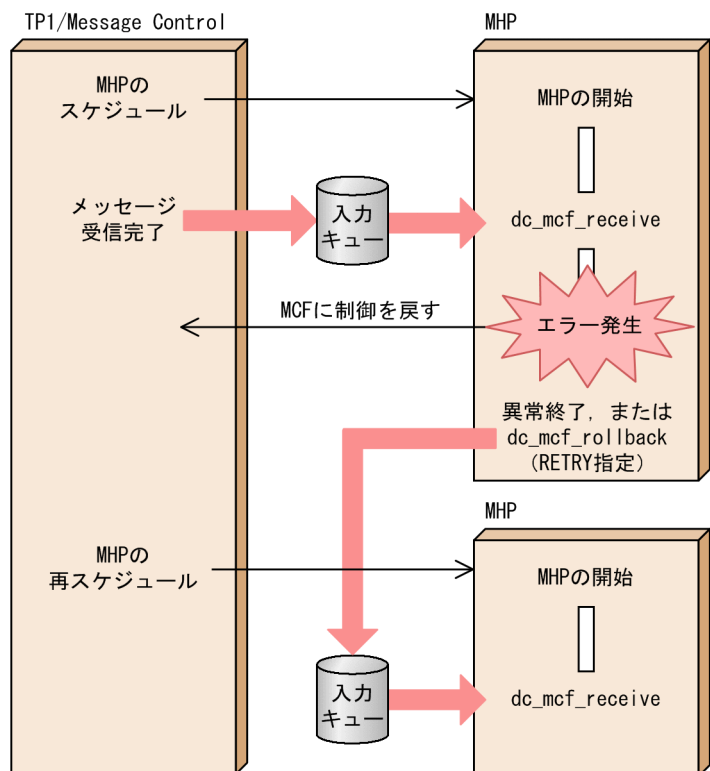 TP1/Message Control
MHP
MHPの
スケジュール
MHPの開始
メッセージ
受信完了
入力
キュー
dc_mcf_receive
MCFに制御を戻す
エラー発生
異常終了，または
dc_mcf_rollback
(RETRY指定)
MHP
MHPの
再スケジュール
MHPの開始
入力
キュー
dc_mcf_receive